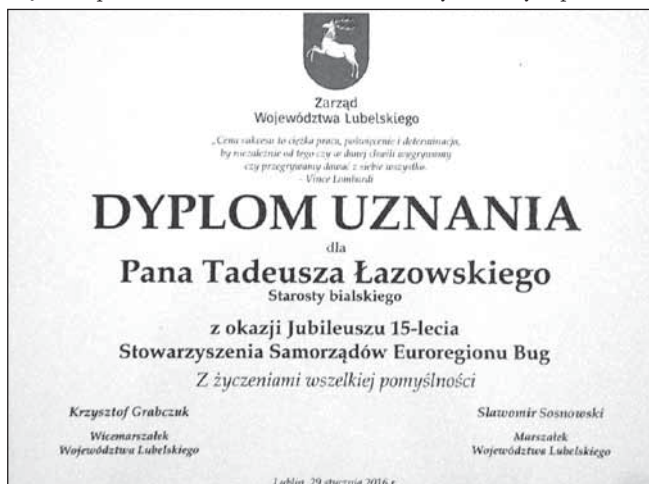 Zarząd
Województwa Lubelskiego
„Cena sukcesu to ciężka praca, poświęcenie i determinacja,
by niezależnie od tego czy w danej chwili wygrywamy
czy przegrywamy dawać z siebie wszystko.
- Vince Lombardi
DYPLOM UZNANIA
dla
Pana Tadeusza Łazowskiego
Starosty bialskiego
z okazji Jubileuszu 15-lecia
Stowarzyszenia Samorządów Euroregionu Bug
Z życzeniami wszelkiej pomyślności
Krzysztof Grabczuk
Wicemarszałek
Województwa Lubelskiego
Sławomir Sosnowski
Marszałek
Województwa Lubelskiego
Lublin, 29 stycznia 2016 r.